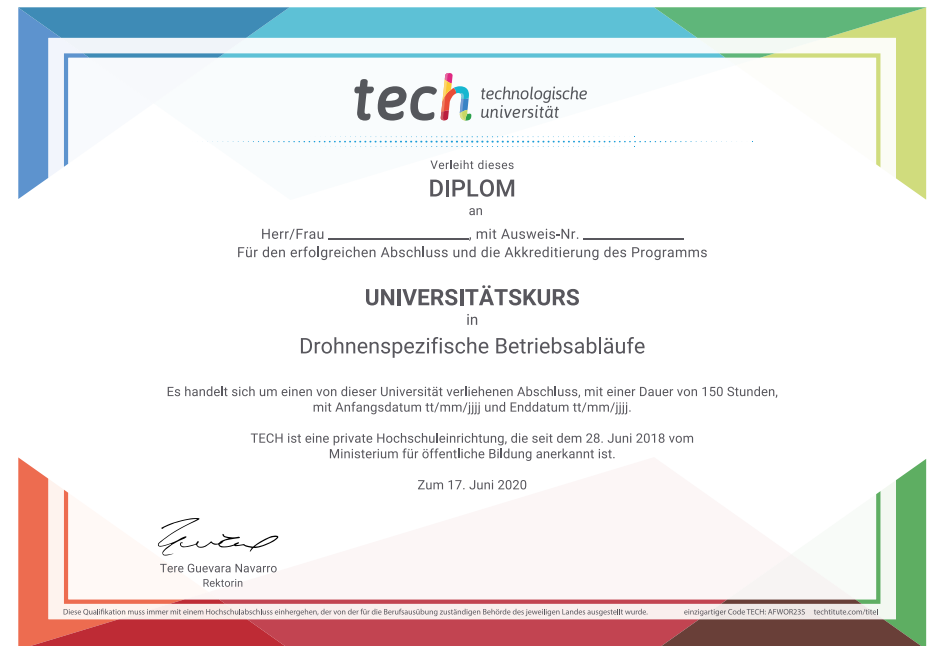 tech technologische
universität
Verleiht dieses
DIPLOM
an
Herr/Frau ____________, mit Ausweis-Nr. ____________
Für den erfolgreichen Abschluss und die Akkreditierung des Programms
UNIVERSITÄTSKURS
in
Drohnenspezifische Betriebsabläufe
Es handelt sich um einen von dieser Universität verliehenen Abschluss, mit einer Dauer von 150 Stunden,
mit Anfangsdatum tt/mm/jjjj und Enddatum tt/mm/jjjj.
TECH ist eine private Hochschuleinrichtung, die seit dem 28. Juni 2018 vom
Ministerium für öffentliche Bildung anerkannt ist.
Zum 17. Juni 2020
Tere Guevara Navarro
Rektorin
Diese Qualifikation muss immer mit einem Hochschulabschluss einhergehen, der von der für die Berufsausübung zuständigen Behörde des jeweiligen Landes ausgestellt wurde. einzigartiger Code TECH: AFWOR235 techtitute.com/titel